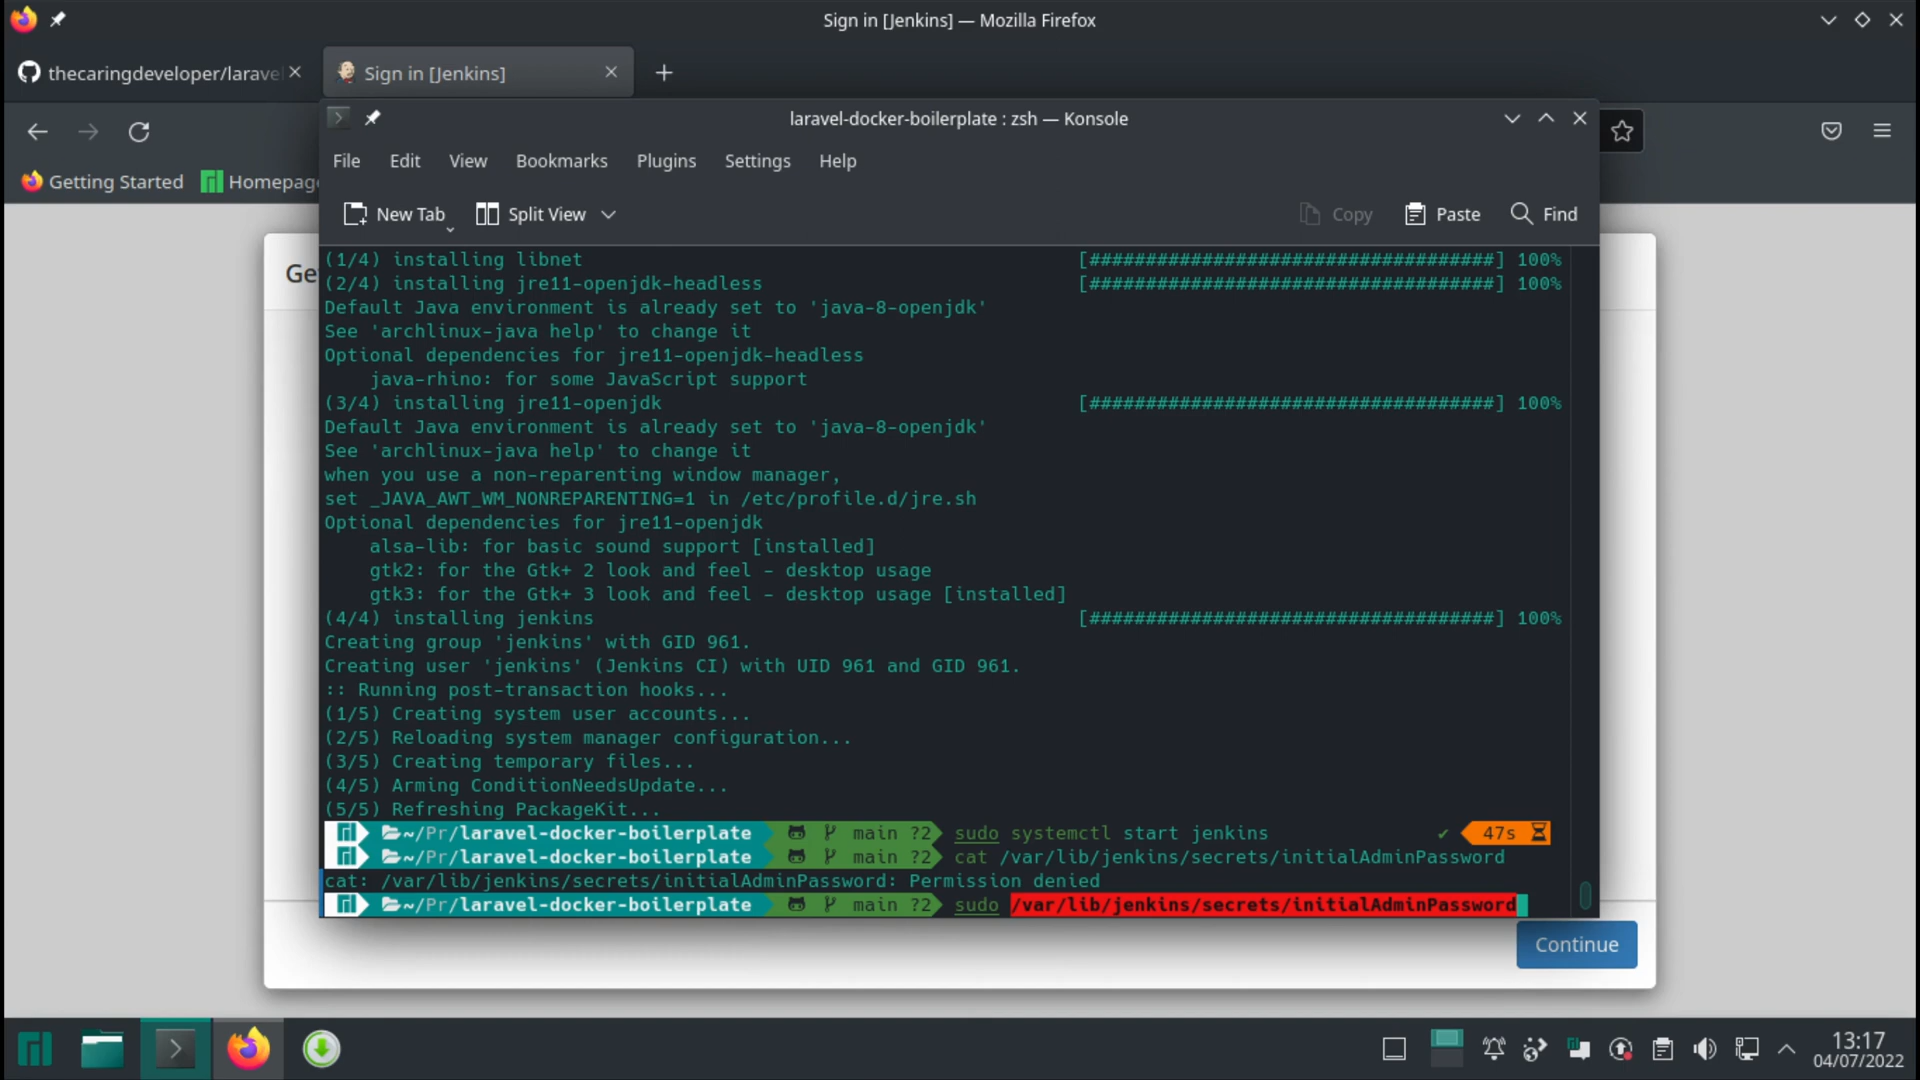 Sign in [Jenkins] — Mozilla Firefox
thecaringdeveloper/larave
Sign in [Jenkins]
laravel-docker-boilerplate : zsh — Konsole
Getting Started
Homepage
File Edit View Bookmarks Plugins Settings Help
New Tab Split View Copy Paste Find
Ge
(1/4) installing libnet [####################################] 100%
(2/4) installing jre11-openjdk-headless [####################################] 100%
Default Java environment is already set to 'java-8-openjdk'
See 'archlinux-java help' to change it
Optional dependencies for jre11-openjdk-headless
java-rhino: for some JavaScript support
(3/4) installing jre11-openjdk [####################################] 100%
Default Java environment is already set to 'java-8-openjdk'
See 'archlinux-java help' to change it
when you use a non-reparenting window manager,
set _JAVA_AWT_WM_NONREPARENTING=1 in /etc/profile.d/jre.sh
Optional dependencies for jre11-openjdk
alsa-lib: for basic sound support [installed]
gtk2: for the Gtk+ 2 look and feel - desktop usage
gtk3: for the Gtk+ 3 look and feel - desktop usage [installed]
(4/4) installing jenkins [####################################] 100%
Creating group 'jenkins' with GID 961.
Creating user 'jenkins' (Jenkins CI) with UID 961 and GID 961.
:: Running post-transaction hooks...
(1/5) Creating system user accounts...
(2/5) Reloading system manager configuration...
(3/5) Creating temporary files...
(4/5) Arming ConditionNeedsUpdate...
(5/5) Refreshing PackageKit...
~/Pr/laravel-docker-boilerplate main ?2 sudo systemctl start jenkins ✔ 47s
~/Pr/laravel-docker-boilerplate main ?2 cat /var/lib/jenkins/secrets/initialAdminPassword
cat: /var/lib/jenkins/secrets/initialAdminPassword: Permission denied
~/Pr/laravel-docker-boilerplate main ?2 sudo /var/lib/jenkins/secrets/initialAdminPassword
Continue
13:17
04/07/2022